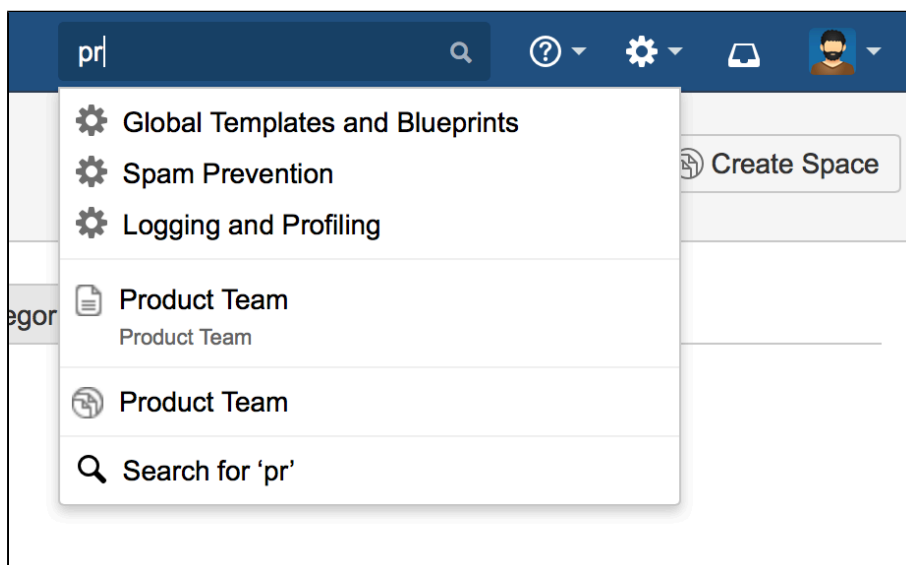 pr
Global Templates and Blueprints
Spam Prevention
Create Space
Logging and Profiling
Product Team
egor
Product Team
Product Team
Search for ‘pr’